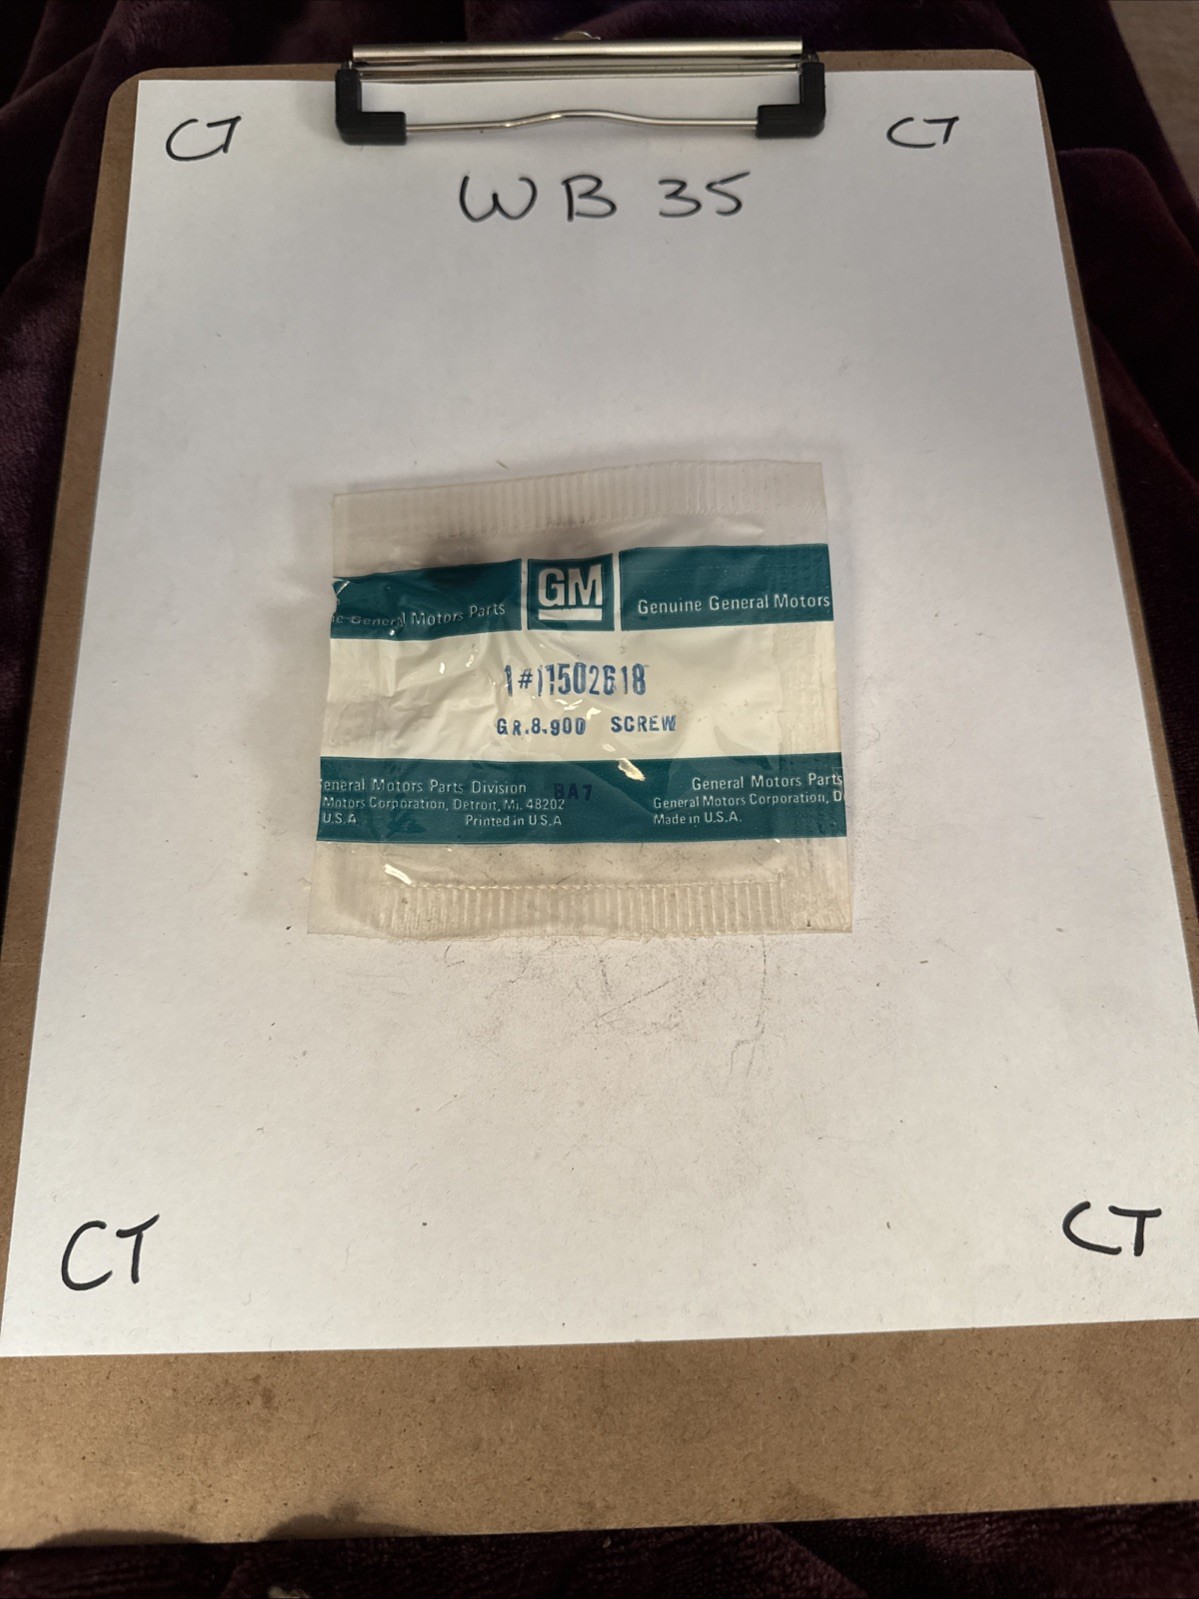 CT
CT
WB 35
General Motors Parts
GM
Genuine General Motors
1#11502618
GR.8.900 SCREW
General Motors Parts Division
Motors Corporation, Detroit, Mi. 48202
U.S.A
Printed in U.S.A
BA7
General Motors Parts
General Motors Corporation, D
Made in U.S.A.
CT
CT